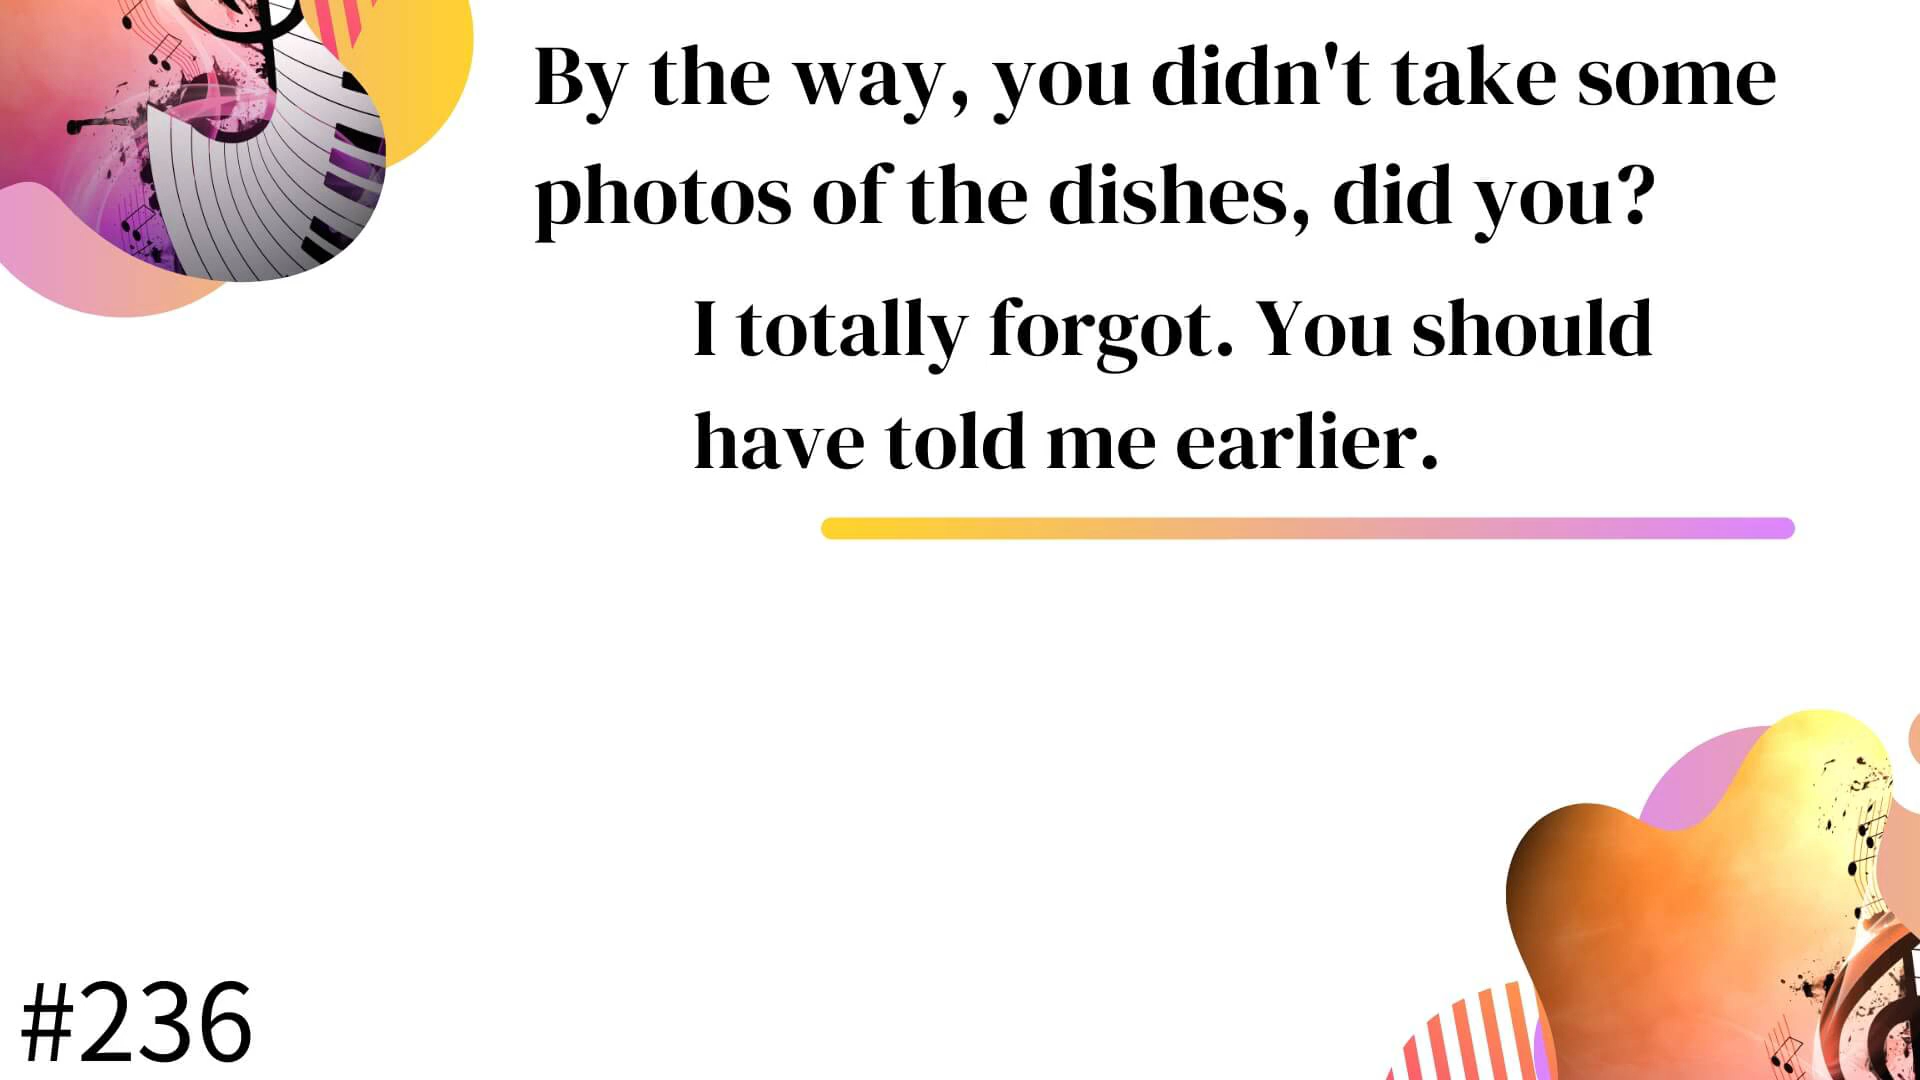 By the way, you didn't take some
photos of the dishes, did you?
I totally forgot. You should
have told me earlier.
#236